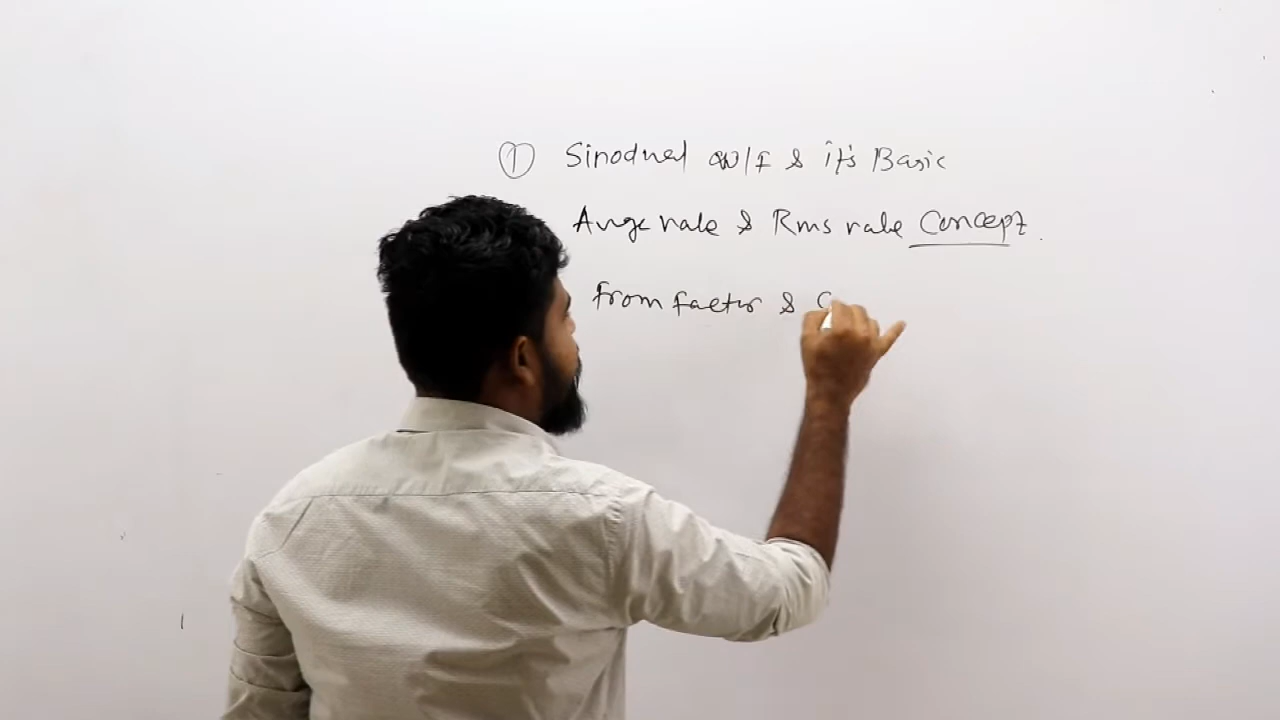 ① Sinodual w/f & it's Basic
Avge vale & Rms vale Concept.
from factor & C